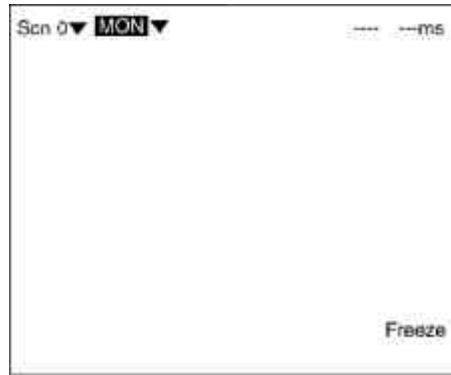 Scn 0▼ MON▼ ---- ---ms
Freeze